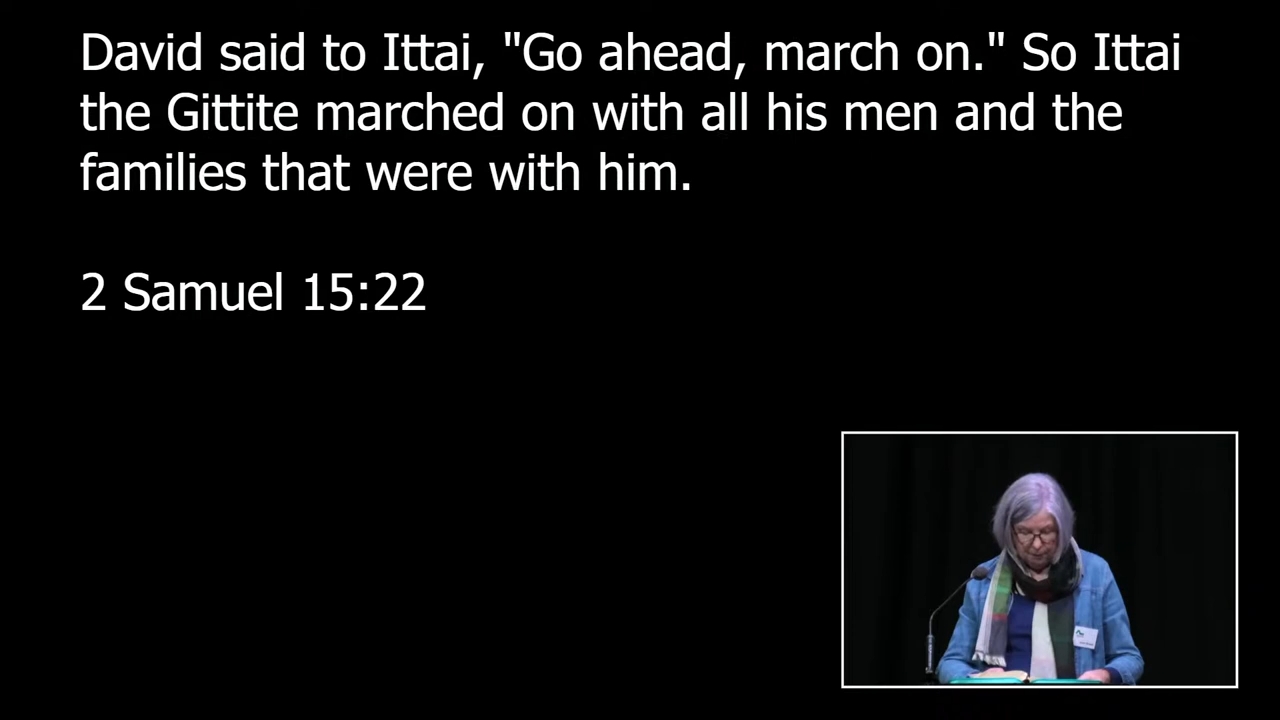 David said to Ittai, "Go ahead, march on." So Ittai
the Gittite marched on with all his men and the
families that were with him.
2 Samuel 15:22